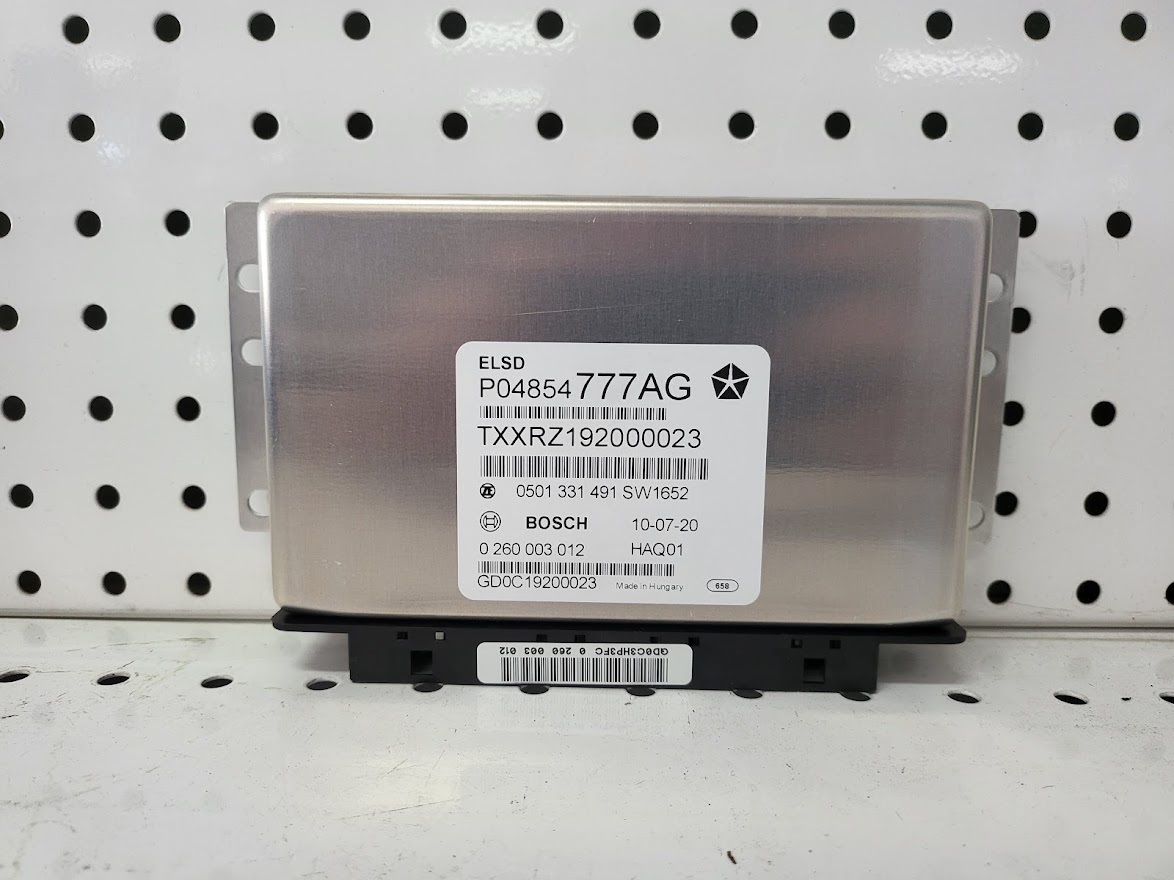 ELSD
P04854777AG
TXXRZ192000023
ZF 0501 331 491 SW1652
BOSCH 10-07-20
0 260 003 012 HAQ01
GD0C19200023 Made in Hungary 658
GD0C3HP3FC 0 260 003 012